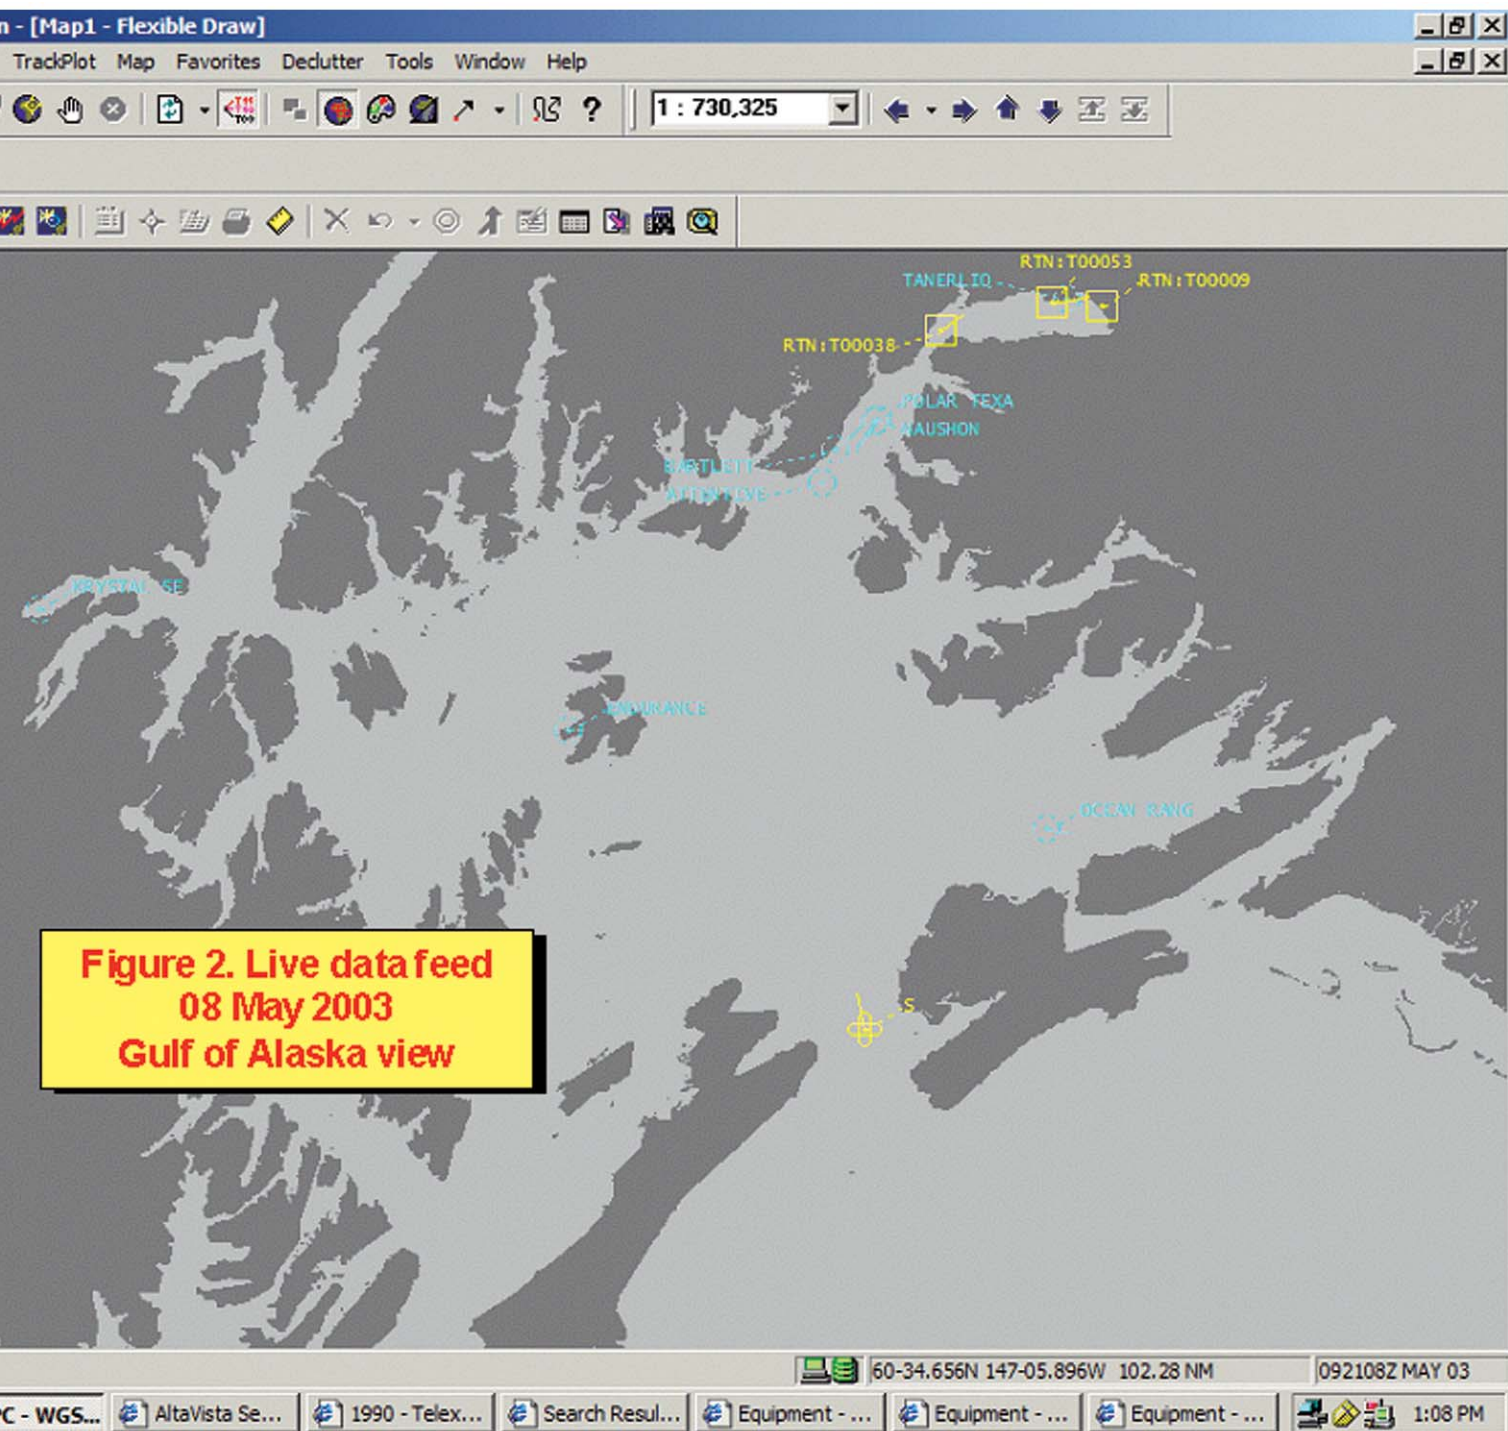 n - [Map1 - Flexible Draw]
TrackPlot Map Favorites Declutter Tools Window Help
1 : 730,325
RTN:T00053
TANERLIQ
RTN:T00009
RTN:T00038
POLAR TEXA
NAUSHON
BARTLETT
ATTENTIVE
KRYSTAL SE
ENDURANCE
OCEAN RANG
S
Figure 2. Live data feed
08 May 2003
Gulf of Alaska view
60-34.656N 147-05.896W 102.28 NM
092108Z MAY 03
PC - WGS... AltaVista Se... 1990 - Telex... Search Resul... Equipment - ... Equipment - ... Equipment - ... 1:08 PM